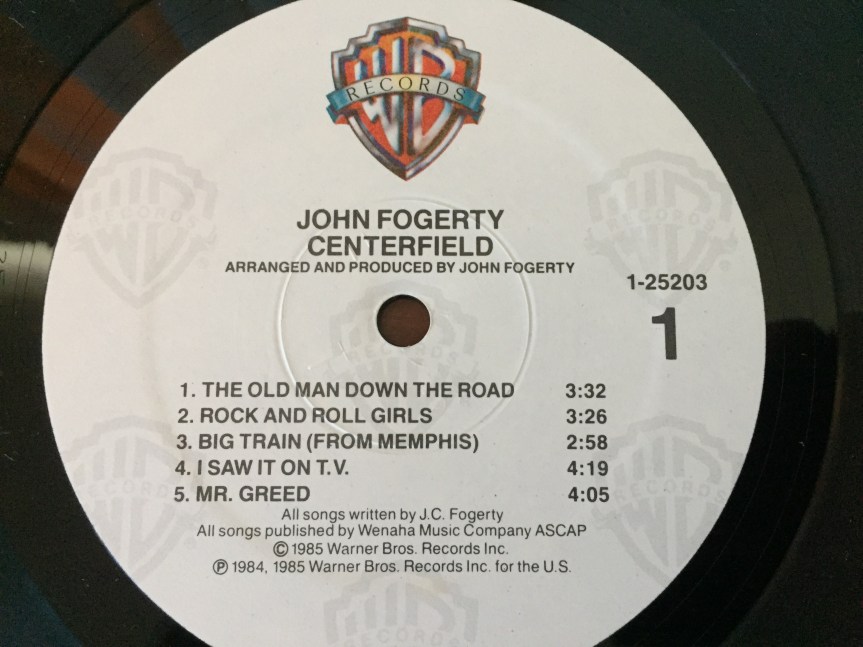 WB
RECORDS
JOHN FOGERTY
CENTERFIELD
ARRANGED AND PRODUCED BY JOHN FOGERTY
1-25203
1
1. THE OLD MAN DOWN THE ROAD 3:32
2. ROCK AND ROLL GIRLS 3:26
3. BIG TRAIN (FROM MEMPHIS) 2:58
4. I SAW IT ON T.V. 4:19
5. MR. GREED 4:05
All songs written by J.C. Fogerty
All songs published by Wenaha Music Company ASCAP
© 1985 Warner Bros. Records Inc.
℗ 1984, 1985 Warner Bros. Records Inc. for the U.S.